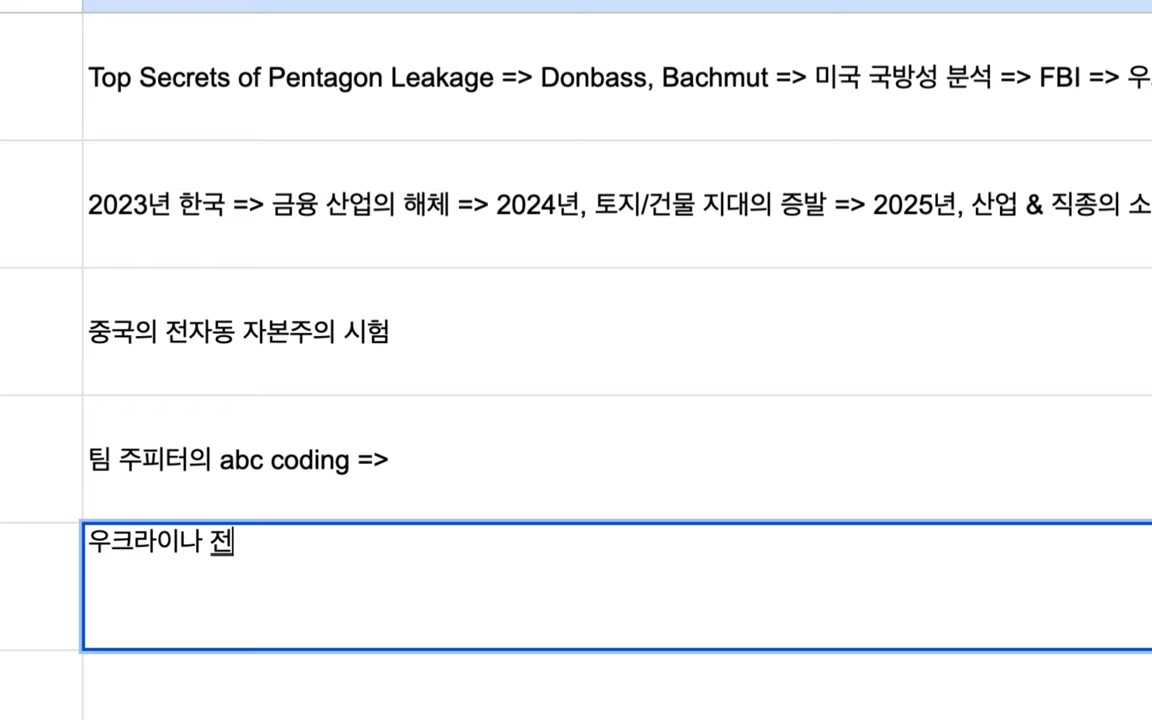 Top Secrets of Pentagon Leakage => Donbass, Bachmut => 미국 국방성 분석 => FBI => 우
2023년 한국 => 금융 산업의 해체 => 2024년, 토지/건물 지대의 증발 => 2025년, 산업 & 직종의 소
중국의 전자동 자본주의 시험
팀 주피터의 abc coding =>
우크라이나 전